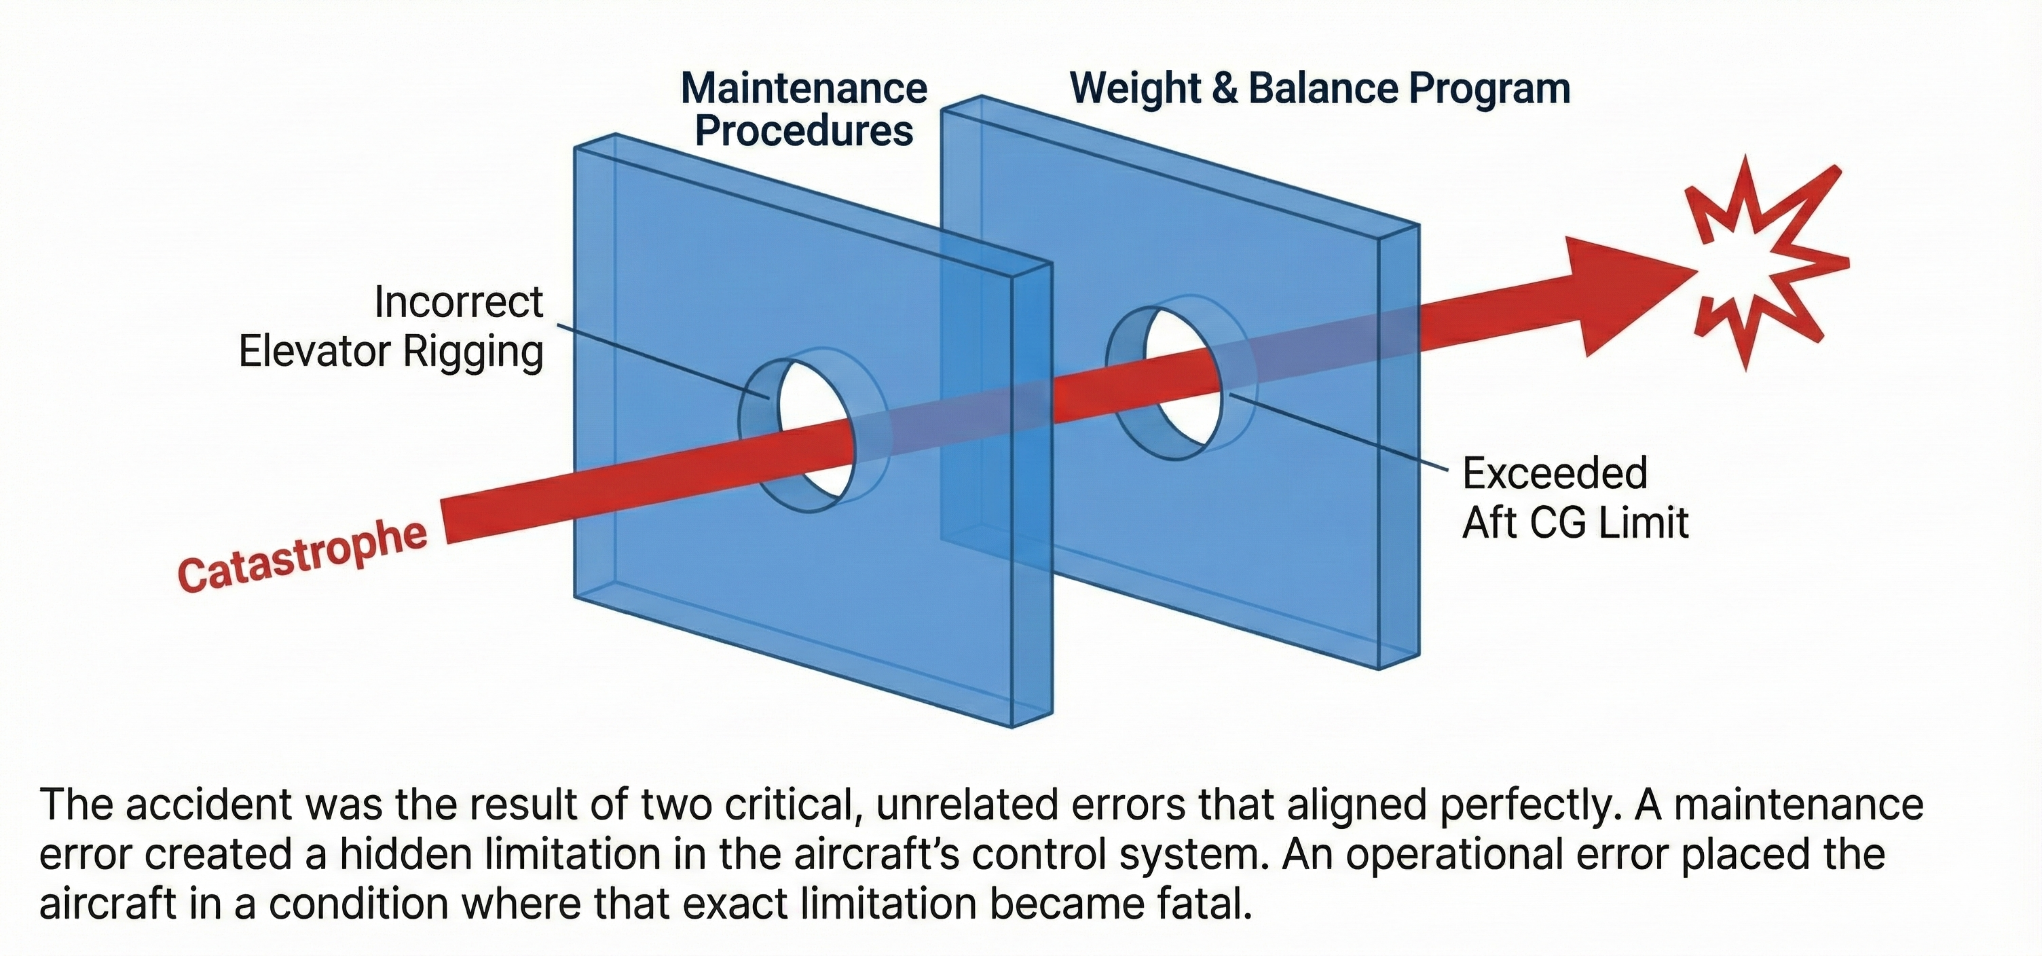 Maintenance
Procedures
Weight & Balance Program
Incorrect
Elevator Rigging
Catastrophe
Exceeded
Aft CG Limit
The accident was the result of two critical, unrelated errors that aligned perfectly. A maintenance
error created a hidden limitation in the aircraft’s control system. An operational error placed the
aircraft in a condition where that exact limitation became fatal.